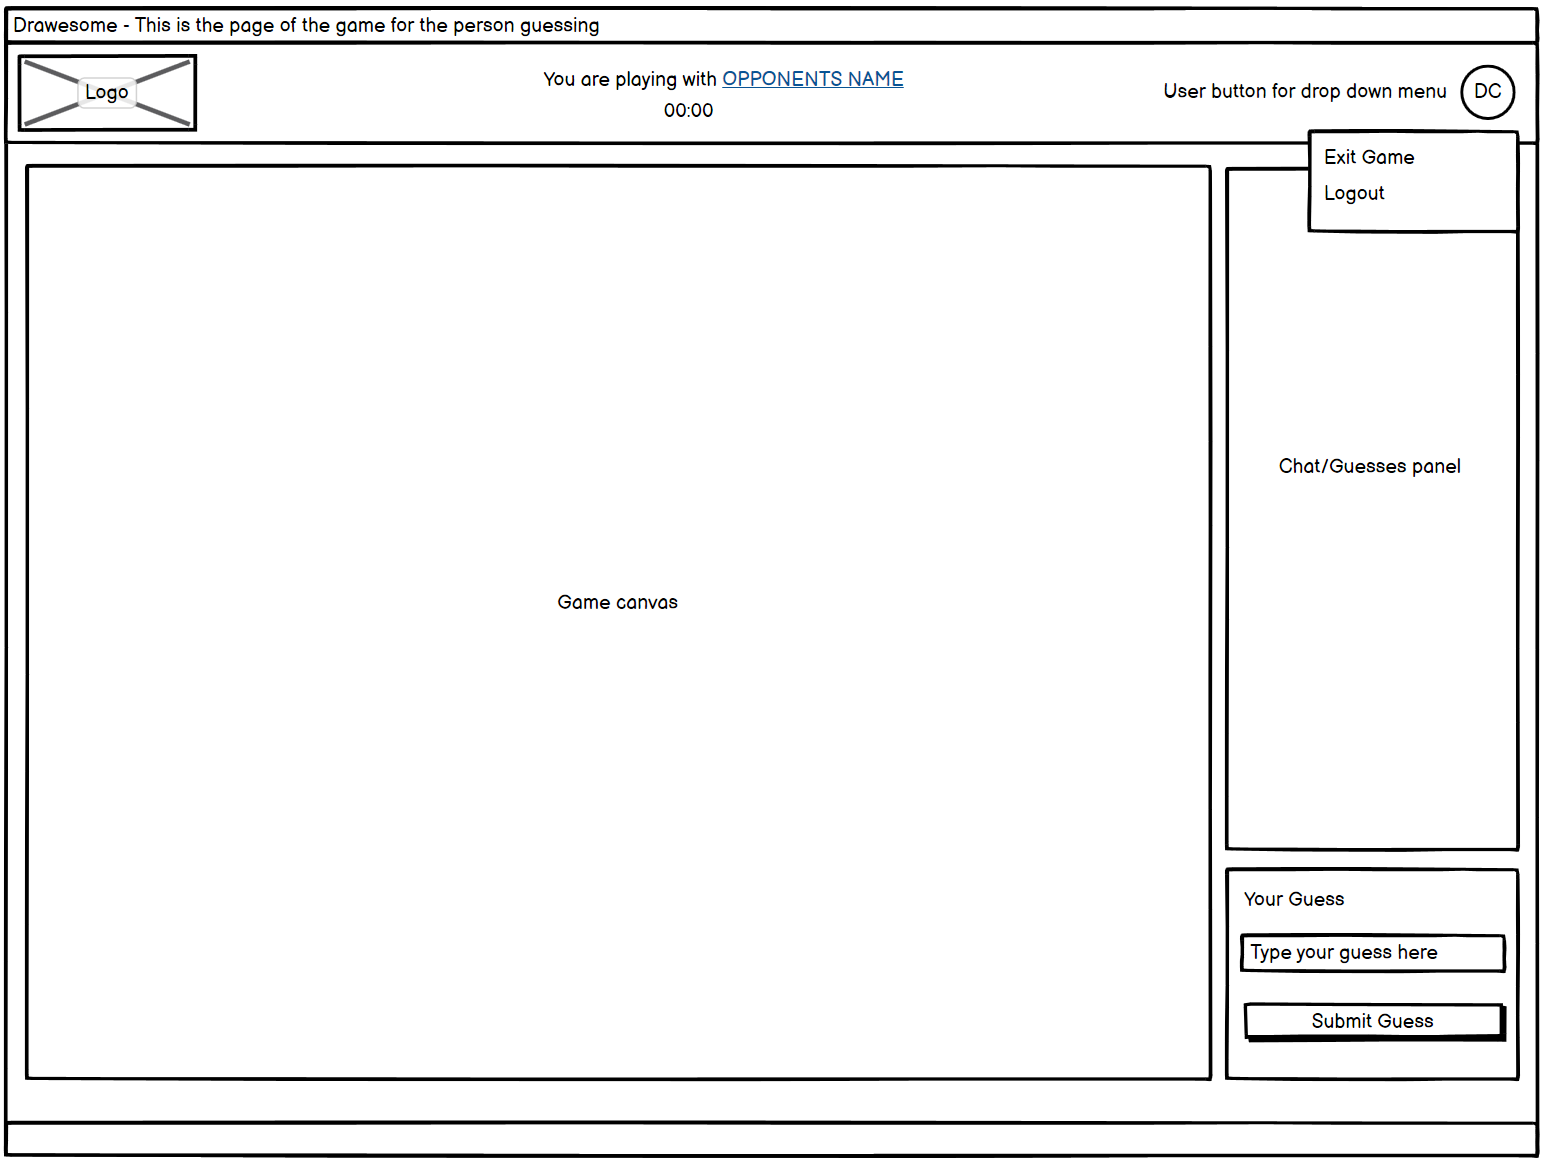 Drawesome - This is the page of the game for the person guessing
Logo
You are playing with OPPONENTS NAME
00:00
User button for drop down menu
DC
Exit Game
Logout
Chat/Guesses panel
Game canvas
Your Guess
Type your guess here
Submit Guess